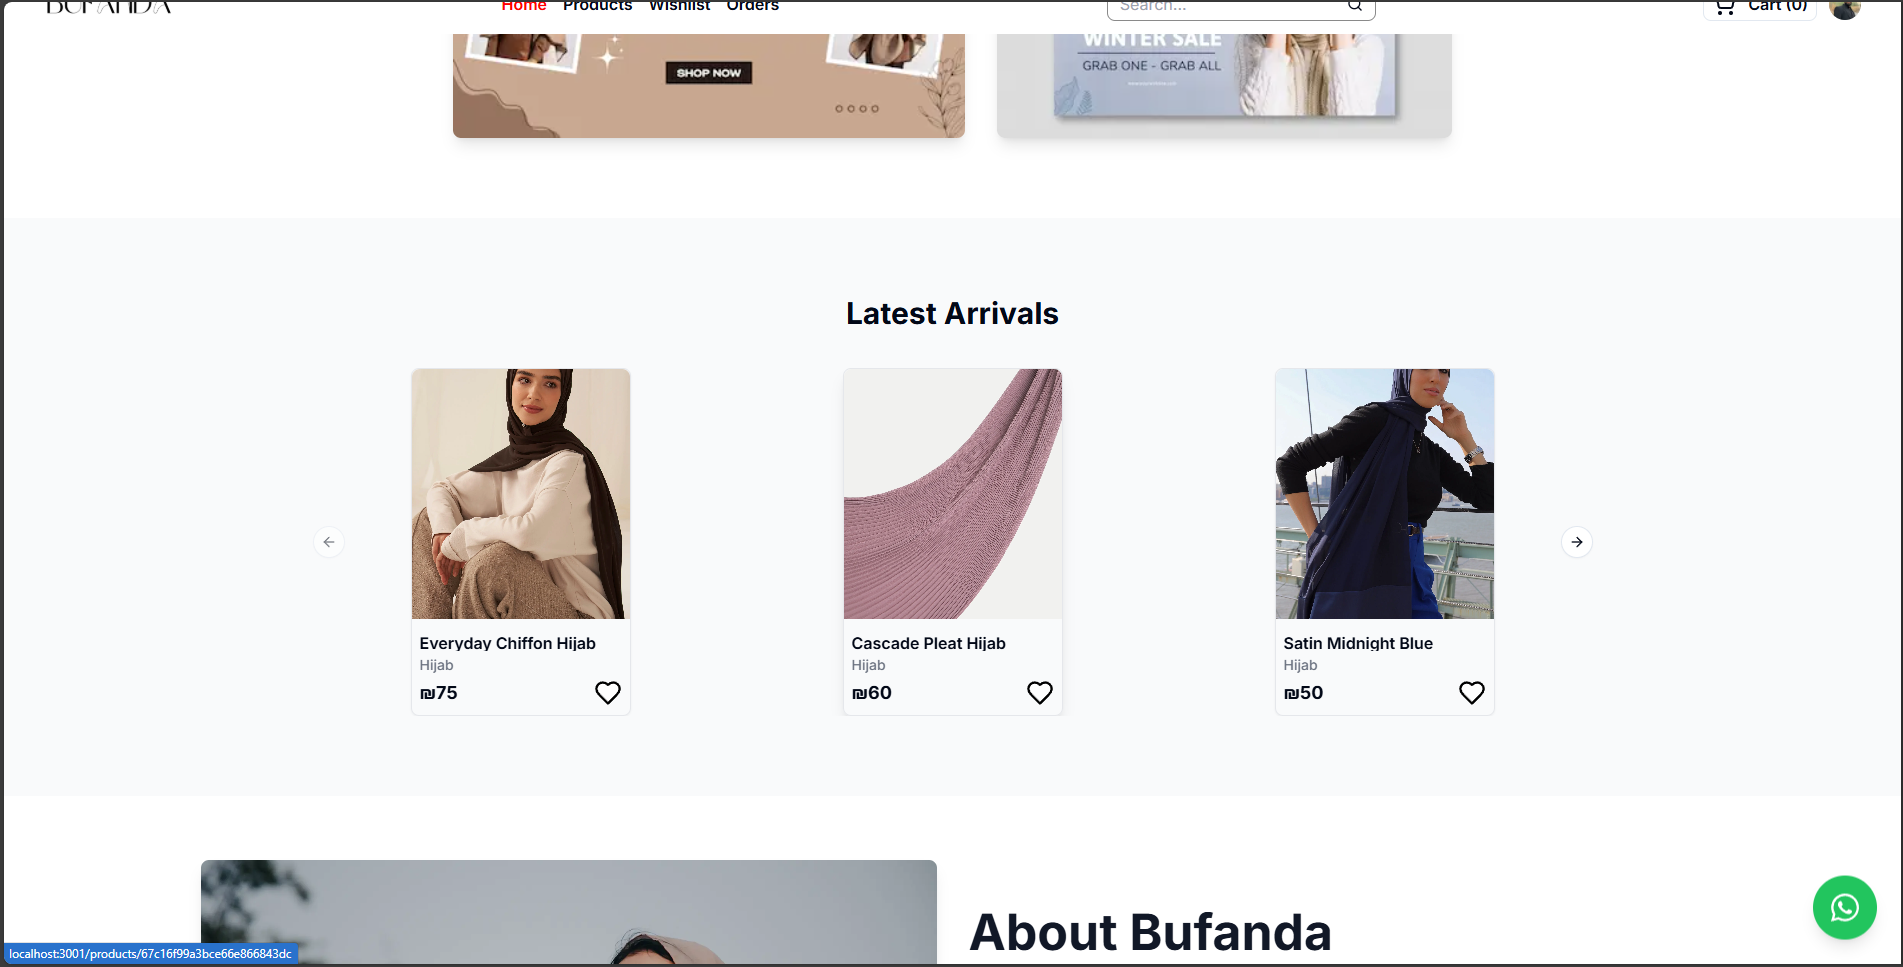 BUFANDA
Home Products Wishlist Orders
Search...
Cart (0)
SHOP NOW
WINTER SALE
GRAB ONE - GRAB ALL
Latest Arrivals
Everyday Chiffon Hijab
Hijab
₪75
Cascade Pleat Hijab
Hijab
₪60
Satin Midnight Blue
Hijab
₪50
About Bufanda
localhost:3001/products/67c16f99a3bce66e866843dc